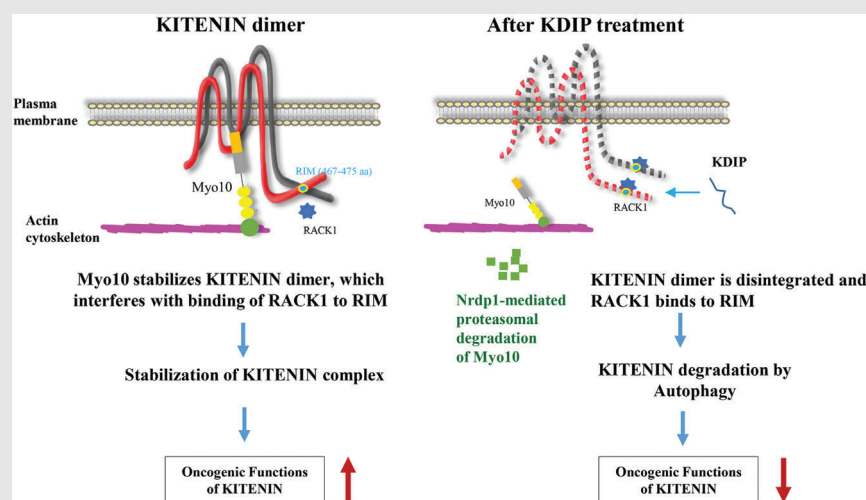 KITENIN dimer
Plasma
membrane
Myo10
RIM (467-475 aa)
RACK1
Actin
cytoskeleton
Myo10 stabilizes KITENIN dimer, which
interferes with binding of RACK1 to RIM
Stabilization of KITENIN complex
Oncogenic Functions
of KITENIN
After KDIP treatment
KDIP
Myo10
RACK1
Nrdp1-mediated
proteasomal
degradation
of Myo10
KITENIN dimer is disintegrated and
RACK1 binds to RIM
KITENIN degradation by
Autophagy
Oncogenic Functions
of KITENIN